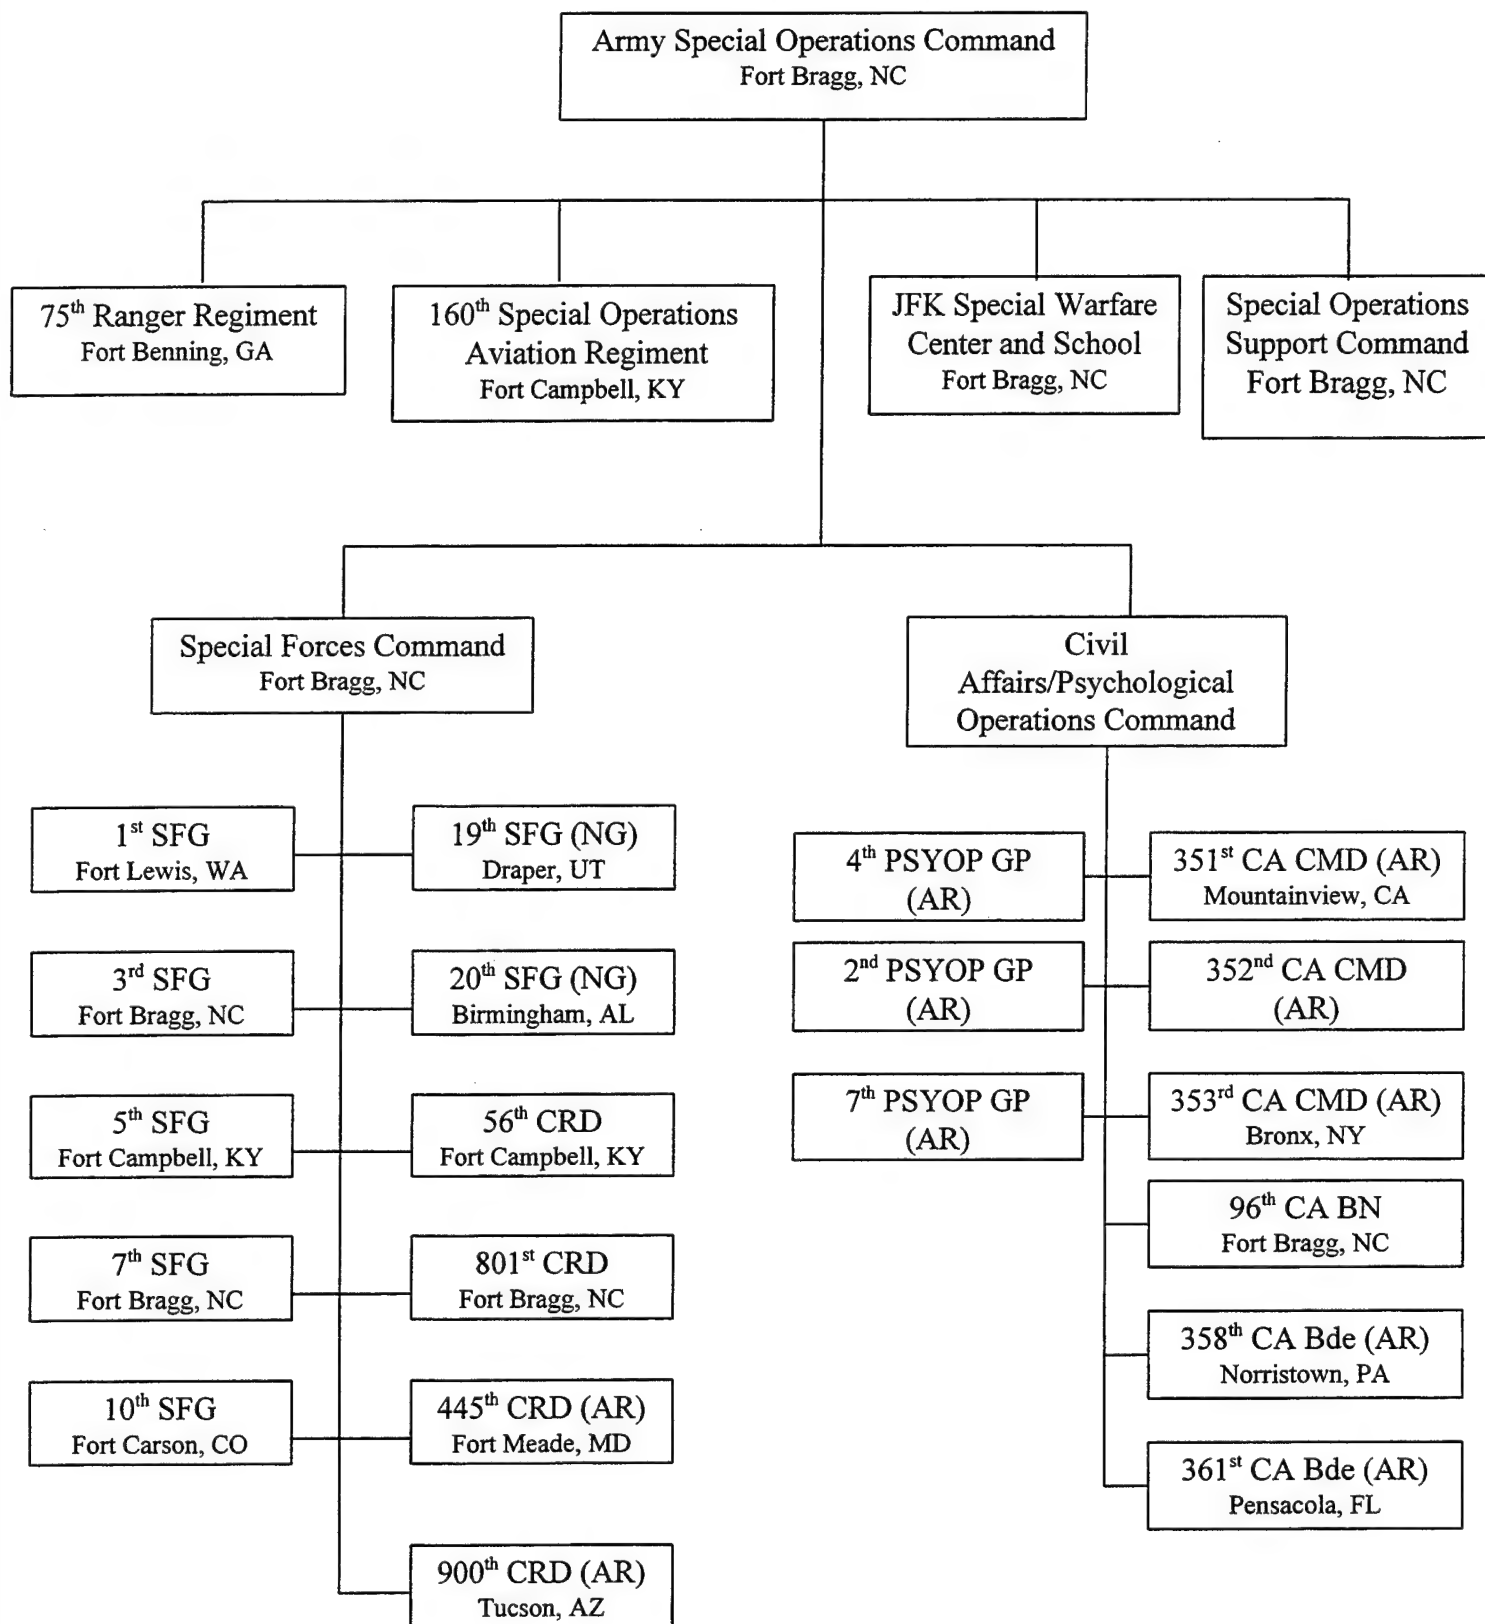 Army Special Operations Command
Fort Bragg, NC
75th Ranger Regiment
Fort Benning, GA
160th Special Operations
Aviation Regiment
Fort Campbell, KY
JFK Special Warfare
Center and School
Fort Bragg, NC
Special Operations
Support Command
Fort Bragg, NC
Special Forces Command
Fort Bragg, NC
Civil
Affairs/Psychological
Operations Command
1st SFG
Fort Lewis, WA
19th SFG (NG)
Draper, UT
3rd SFG
Fort Bragg, NC
20th SFG (NG)
Birmingham, AL
5th SFG
Fort Campbell, KY
56th CRD
Fort Campbell, KY
7th SFG
Fort Bragg, NC
801st CRD
Fort Bragg, NC
10th SFG
Fort Carson, CO
445th CRD (AR)
Fort Meade, MD
900th CRD (AR)
Tucson, AZ
4th PSYOP GP
(AR)
351st CA CMD (AR)
Mountainview, CA
2nd PSYOP GP
(AR)
352nd CA CMD
(AR)
7th PSYOP GP
(AR)
353rd CA CMD (AR)
Bronx, NY
96th CA BN
Fort Bragg, NC
358th CA Bde (AR)
Norristown, PA
361st CA Bde (AR)
Pensacola, FL